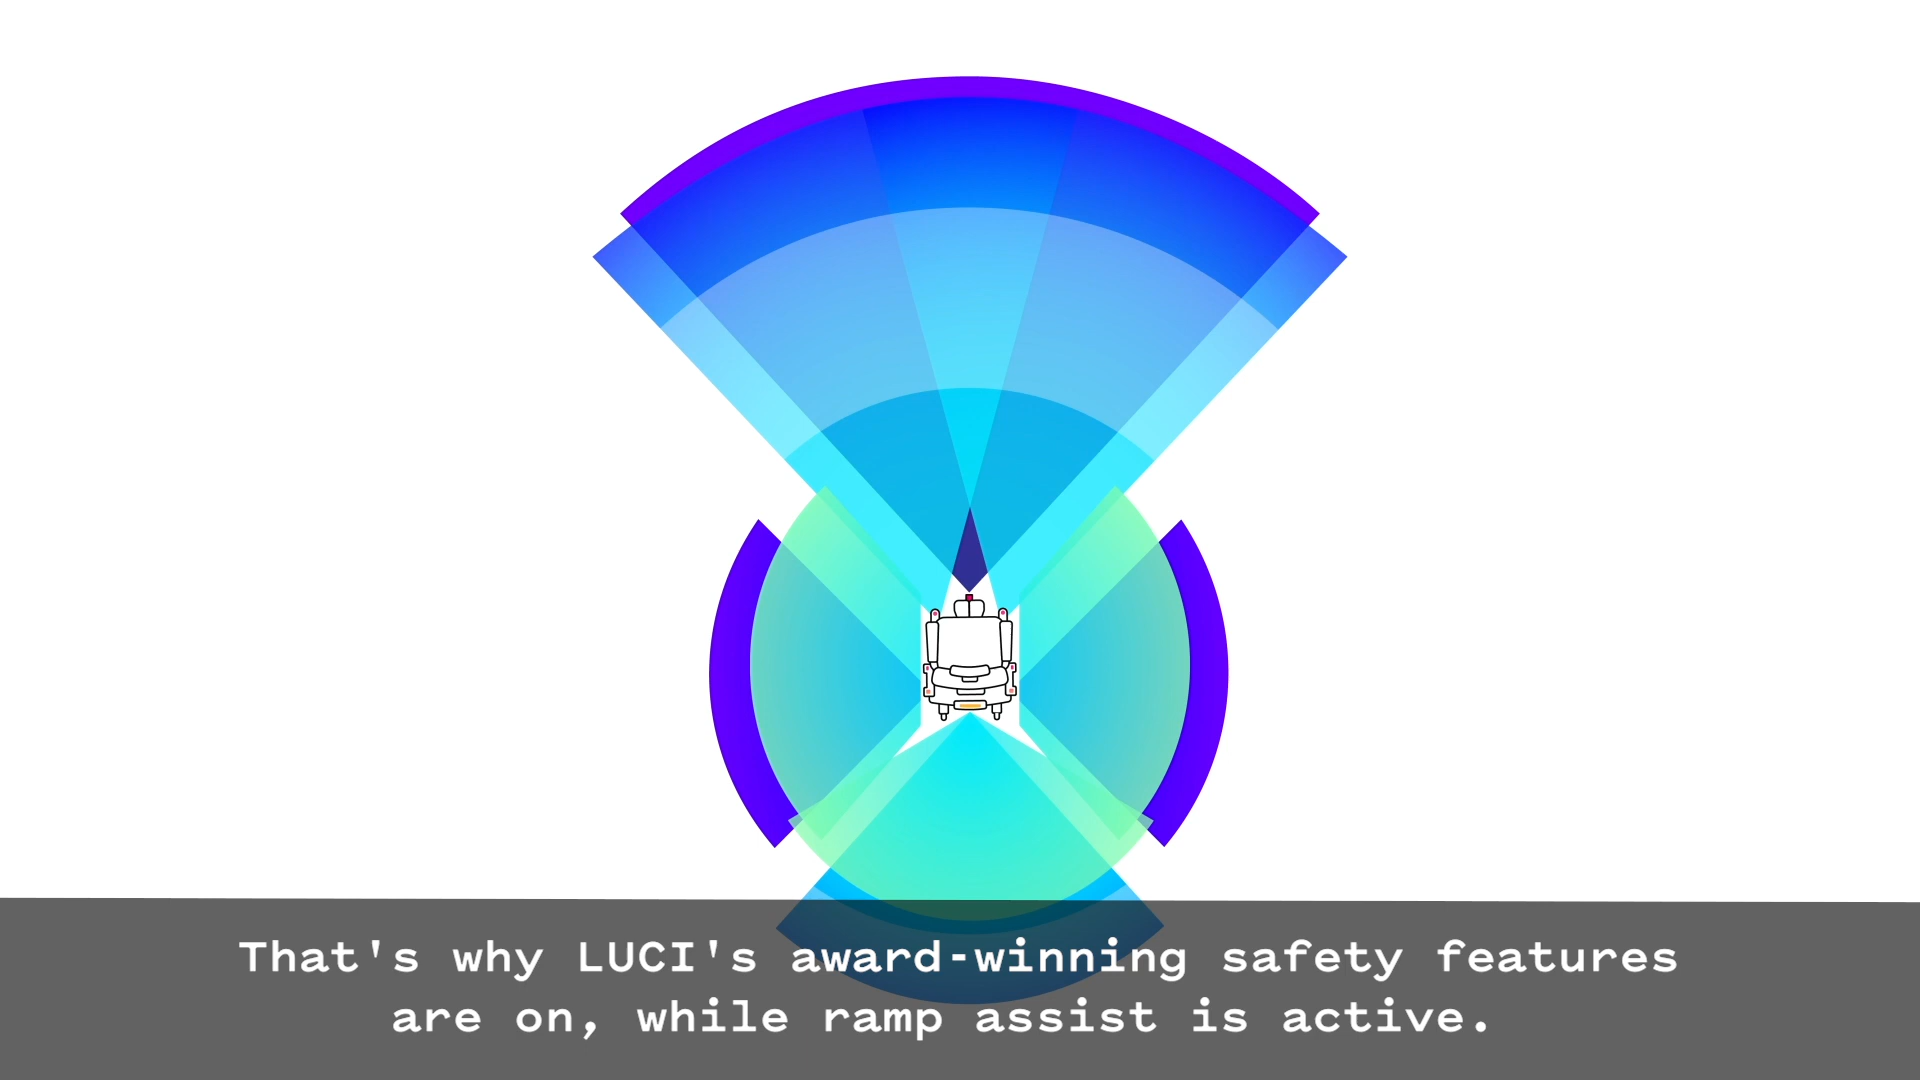 That's why LUCI's award-winning safety features
are on, while ramp assist is active.